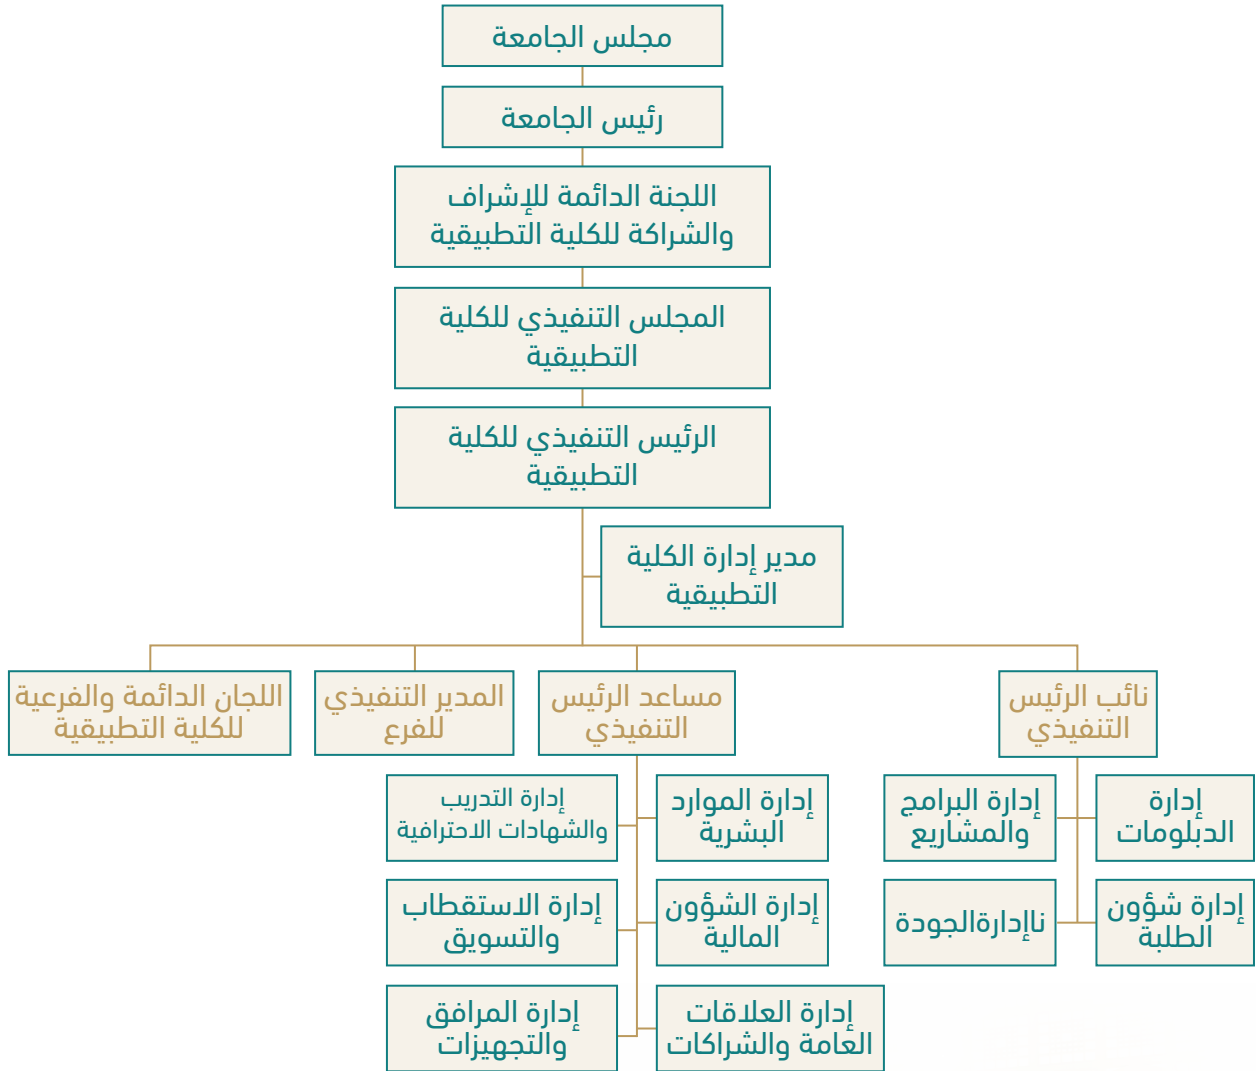 مجلس الجامعة
رئيس الجامعة
اللجنة الدائمة للإشراف
والشراكة للكلية التطبيقية
المجلس التنفيذي للكلية
التطبيقية
الرئيس التنفيذي للكلية
التطبيقية
مدير إدارة الكلية
التطبيقية
نائب الرئيس
التنفيذي
مساعد الرئيس
التنفيذي
المدير التنفيذي
للفرع
اللجان الدائمة والفرعية
للكلية التطبيقية
إدارة
الدبلومات
إدارة البرامج
والمشاريع
إدارة شؤون
الطلبة
ناإدارةالجودة
إدارة الموارد
البشرية
إدارة التدريب
والشهادات الاحترافية
إدارة الشؤون
المالية
إدارة الاستقطاب
والتسويق
إدارة العلاقات
العامة والشراكات
إدارة المرافق
والتجهيزات